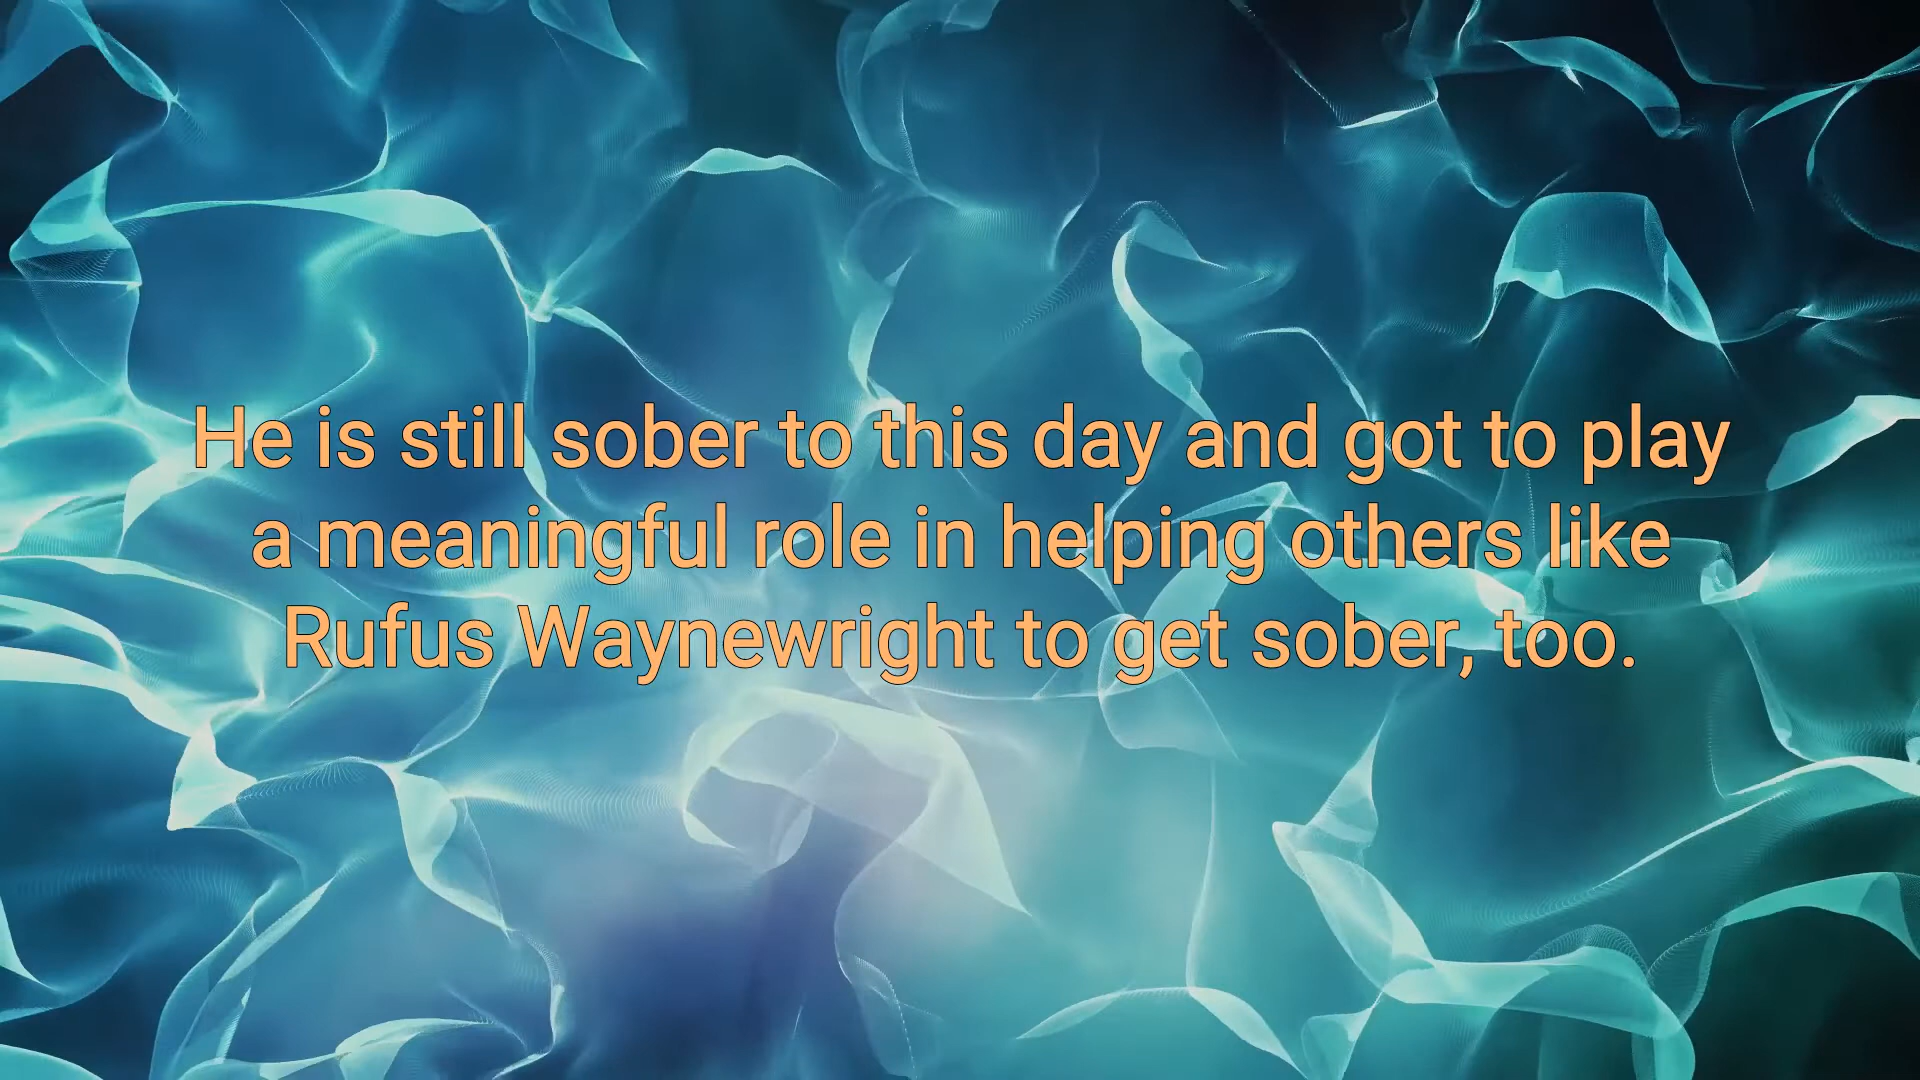 He is still sober to this day and got to play
a meaningful role in helping others like
Rufus Waynewright to get sober, too.